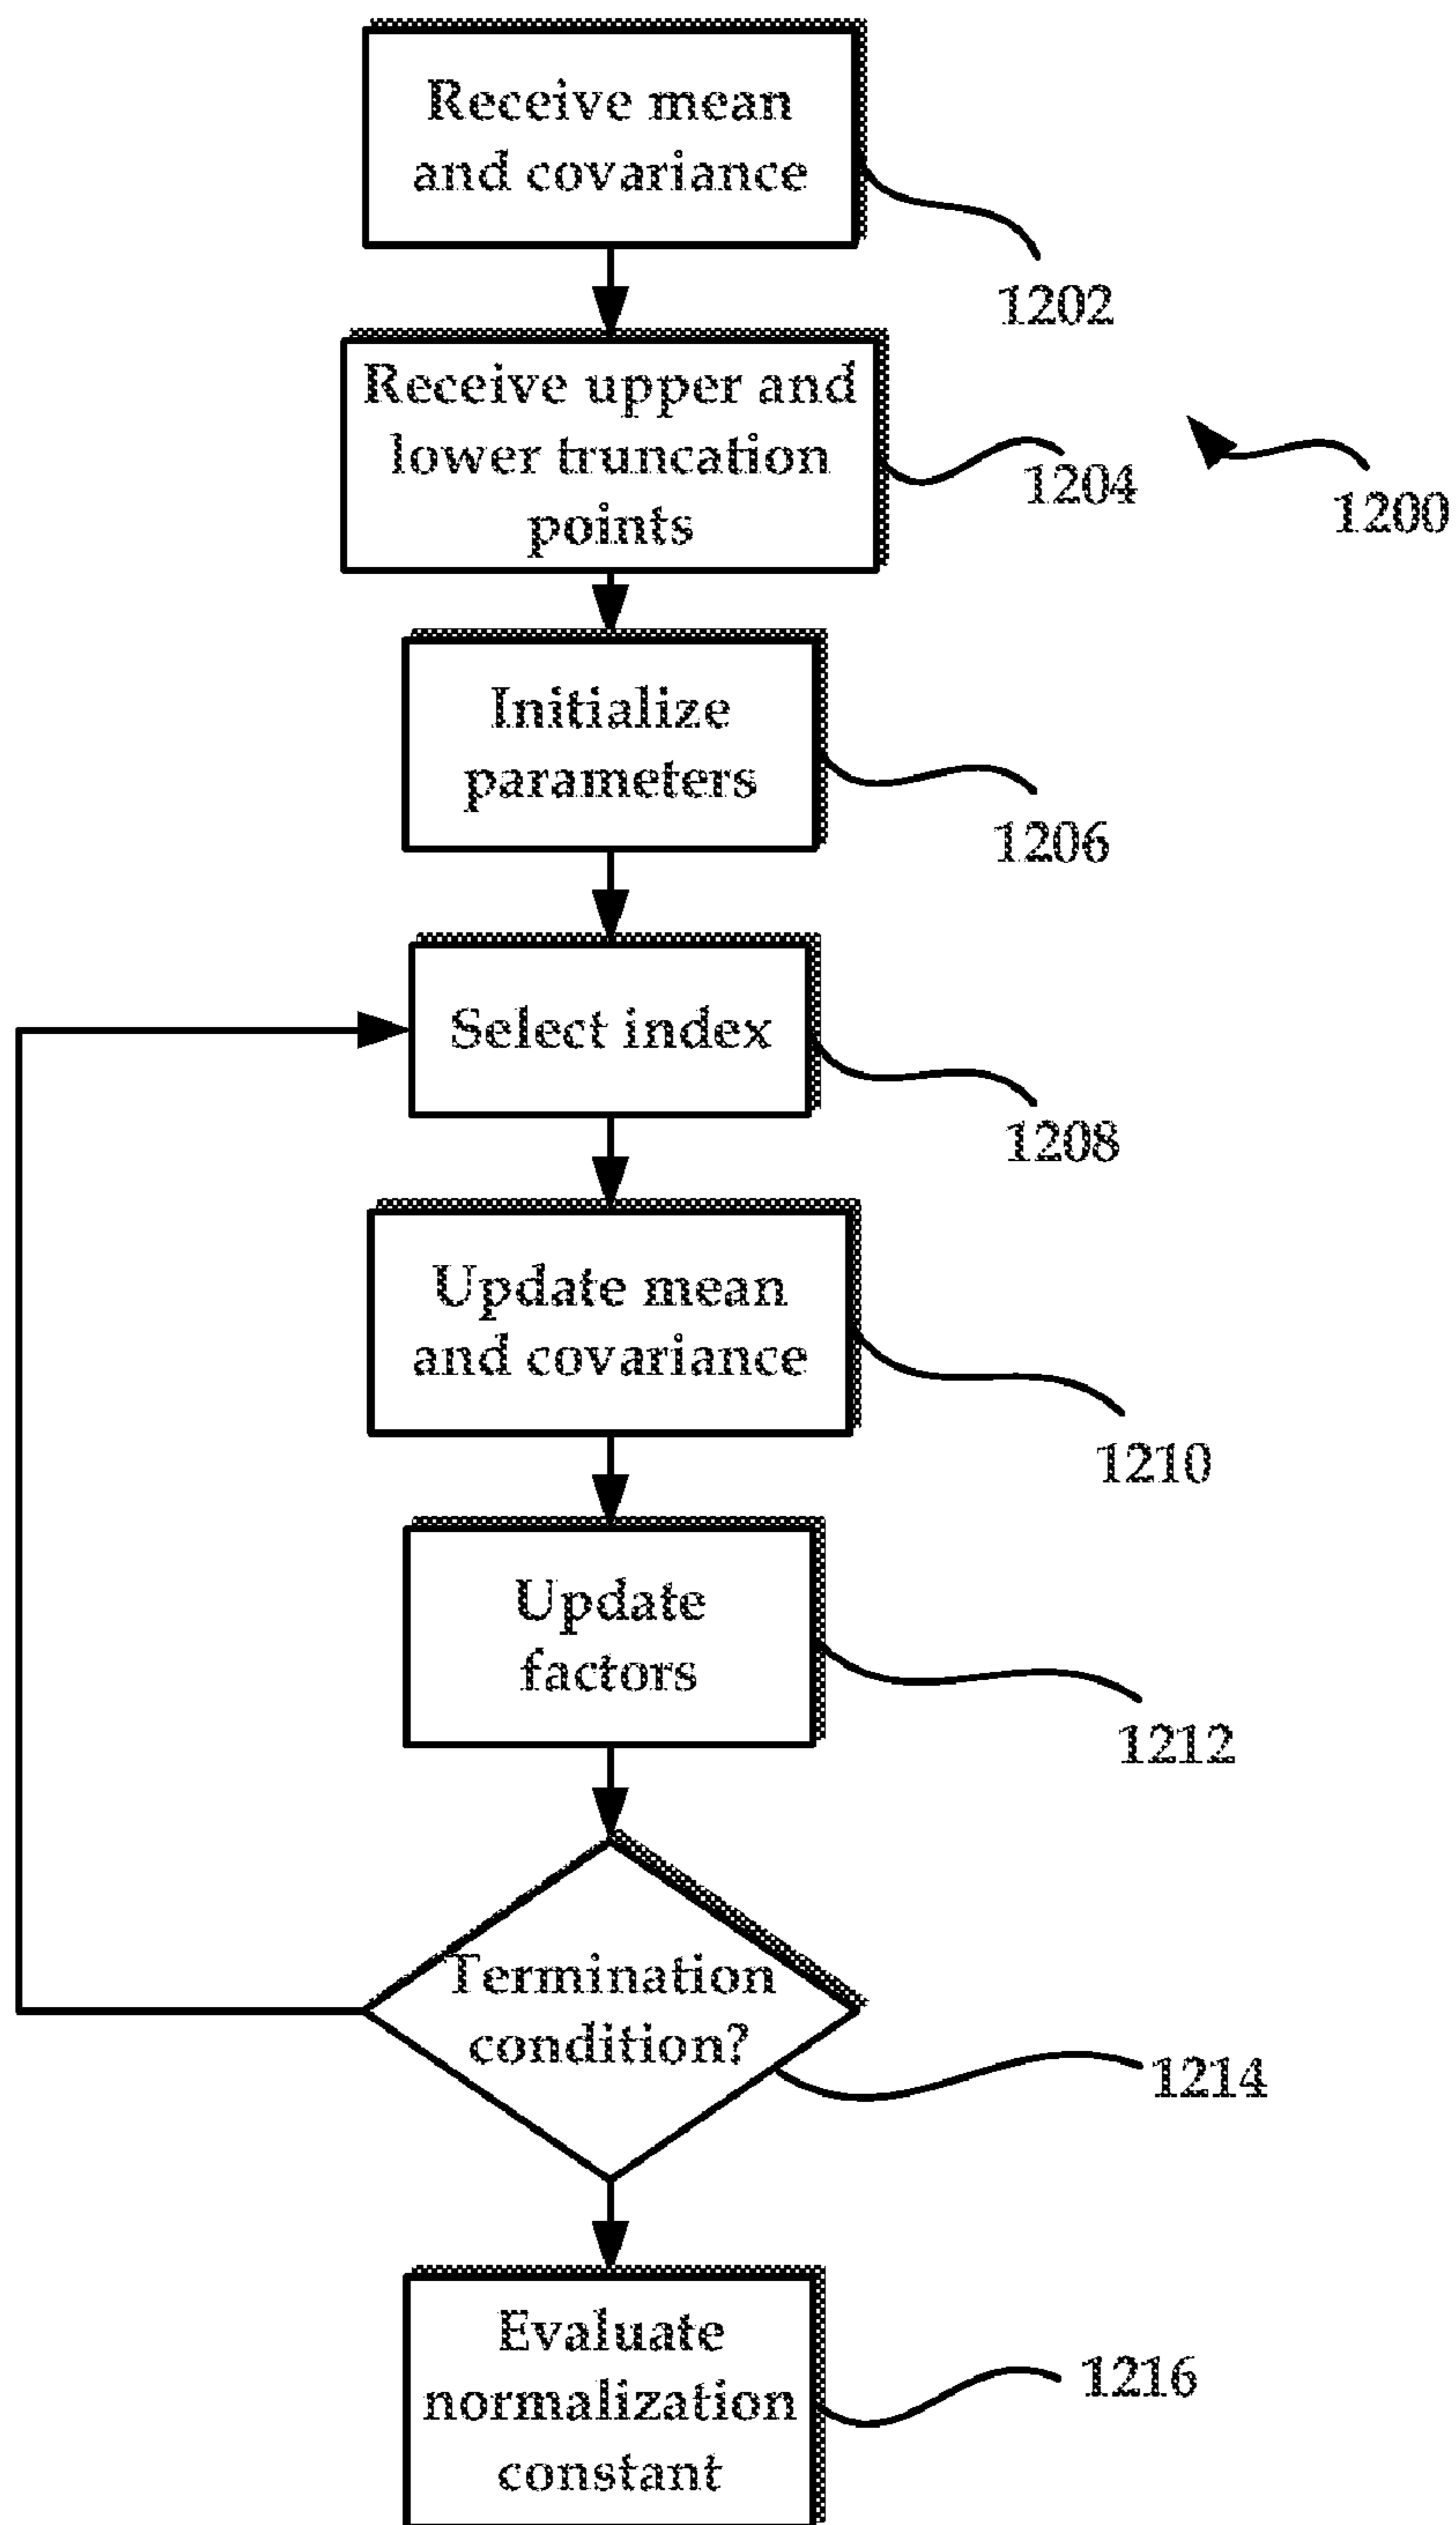 Receive mean
and covariance
1202
Receive upper and
lower truncation
points
1204
1200
Initialize
parameters
1206
Select index
1208
Update mean
and covariance
1210
Update
factors
1212
Termination
condition?
1214
Evaluate
normalization
constant
1216